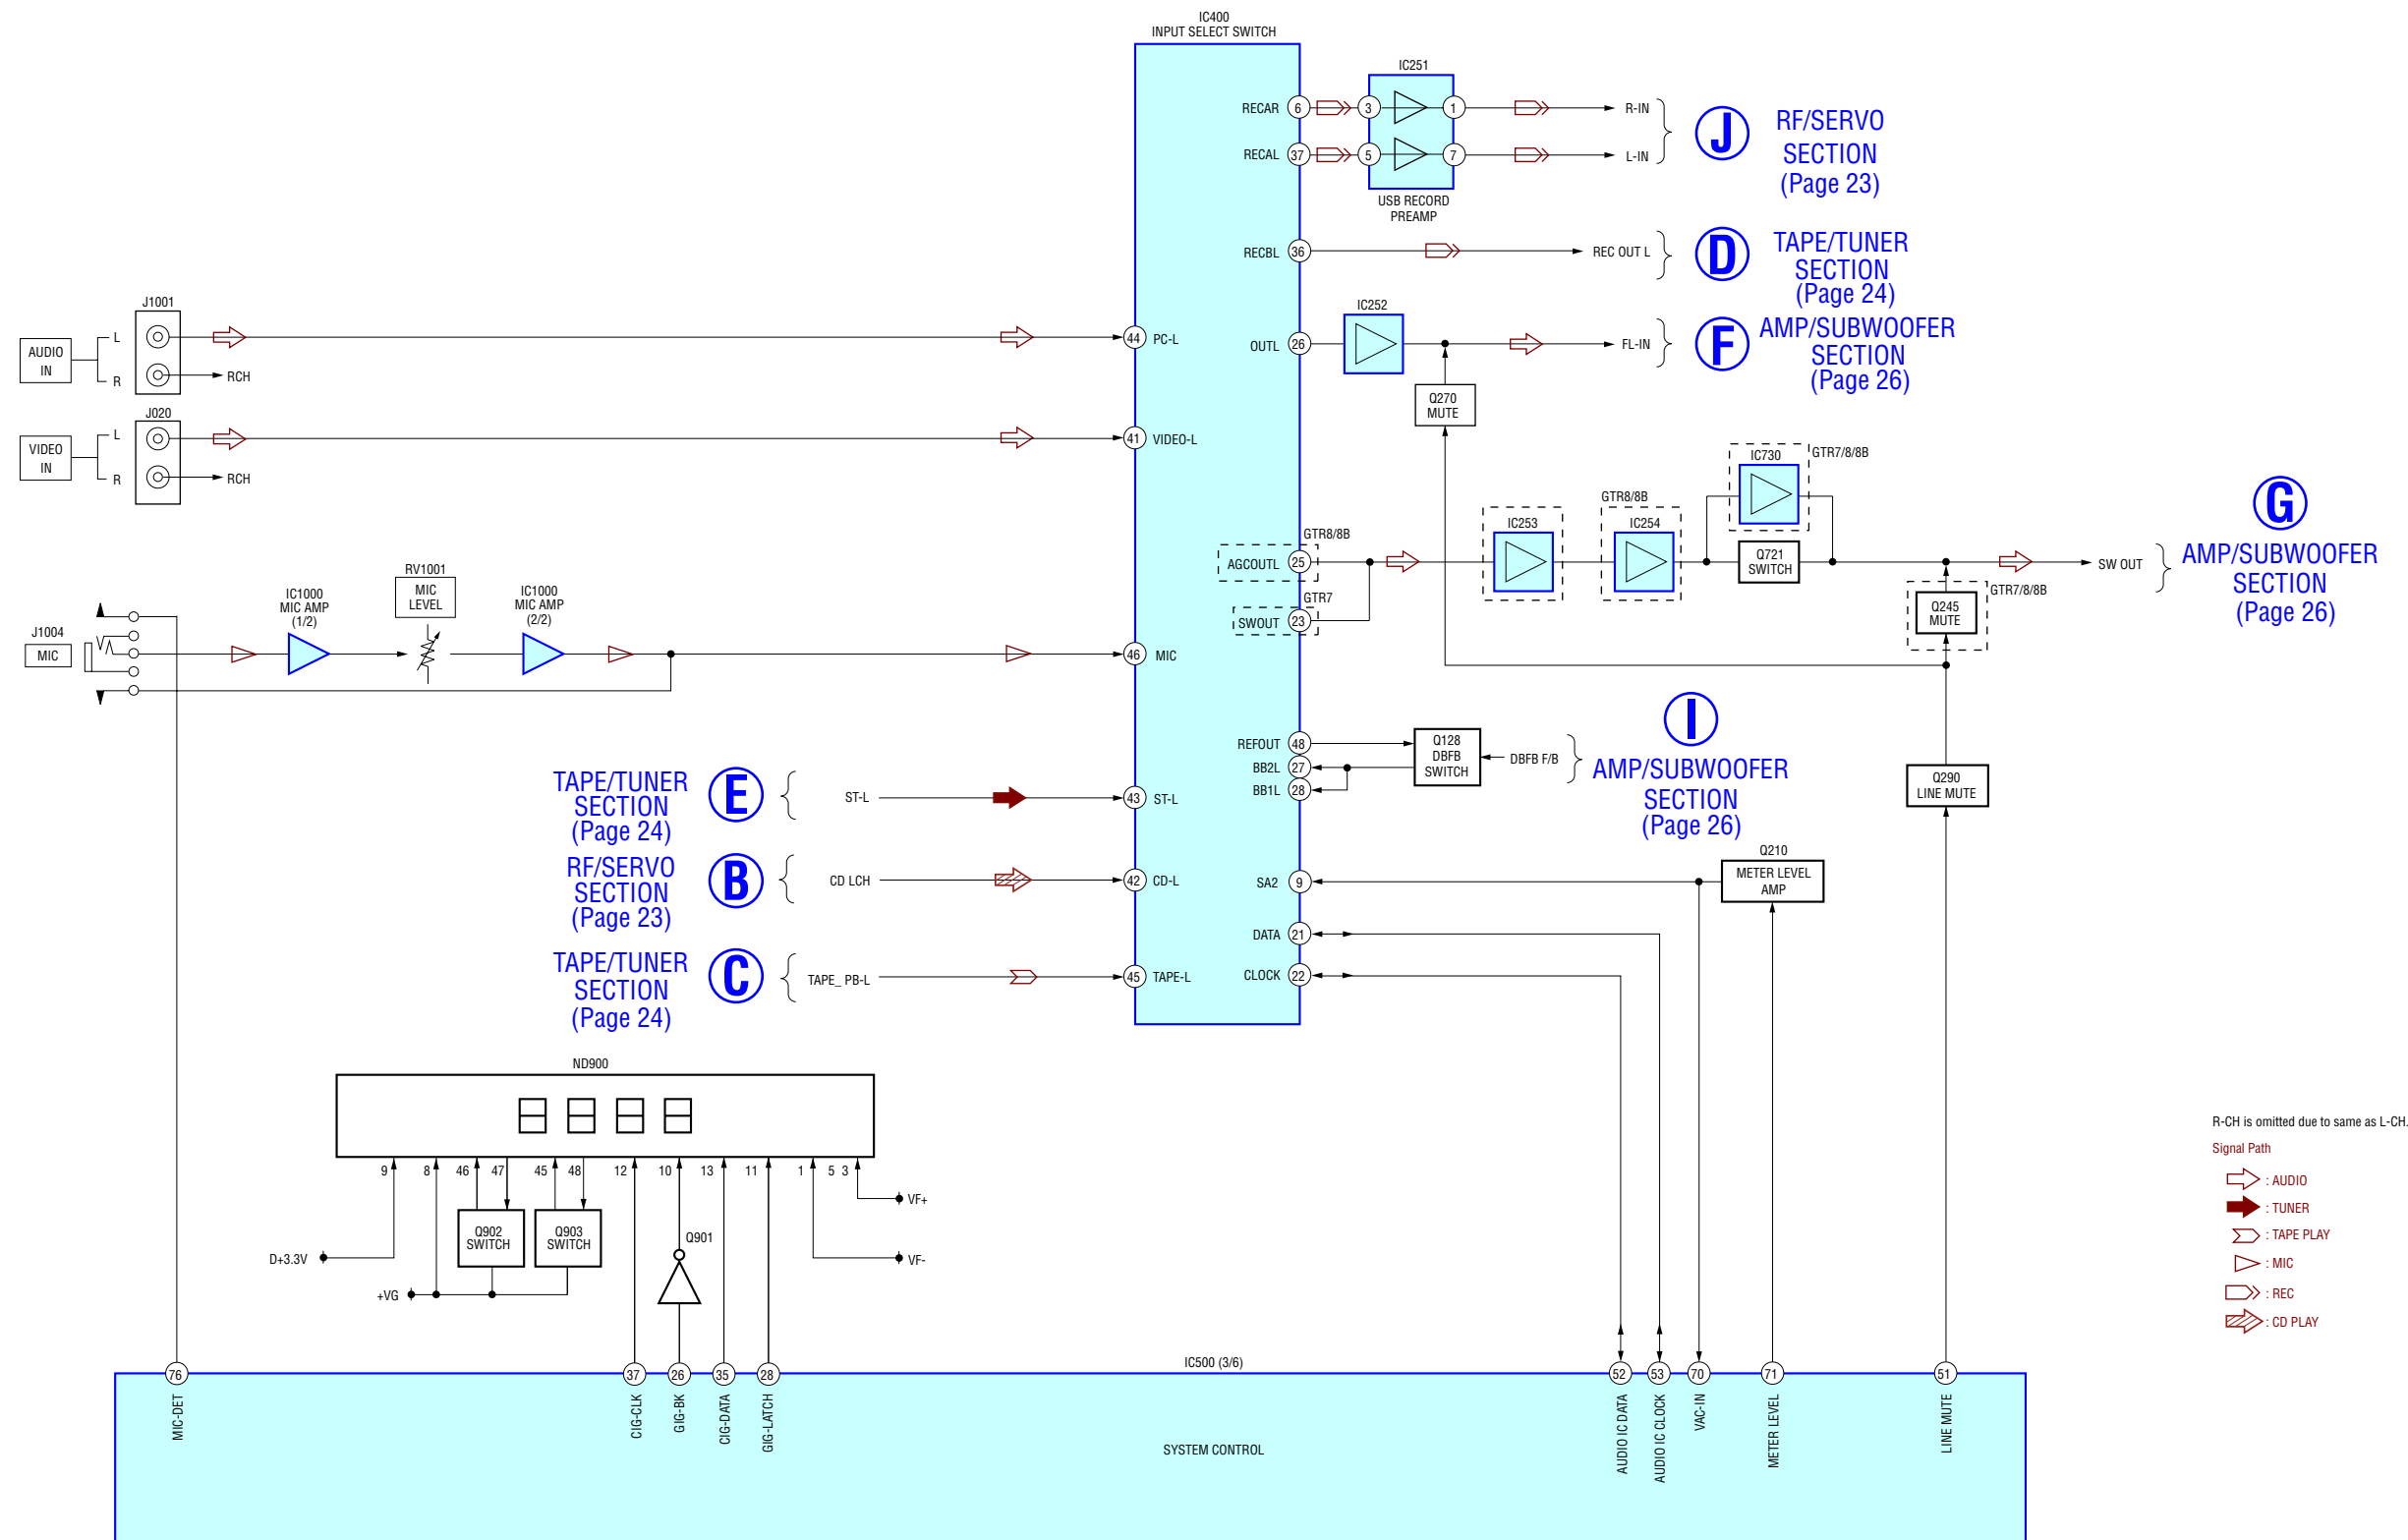 IC400
INPUT SELECT SWITCH
IC251
RECAR 6 3 1 R-IN
RECAL 37 5 7 L-IN
USB RECORD
PREAMP
J RF/SERVO
SECTION
(Page 23)
RECBL 36 REC OUT L
D TAPE/TUNER
SECTION
(Page 24)
IC252
OUTL 26 FL-IN
Q270
MUTE
F AMP/SUBWOOFER
SECTION
(Page 26)
J1001
AUDIO
IN
L
R
RCH
44 PC-L
J020
VIDEO
IN
L
R
RCH
41 VIDEO-L
IC730
GTR7/8/8B
GTR8/8B
AGCOUTL 25
GTR7
SWOUT 23
IC253
GTR8/8B
IC254
Q721
SWITCH
SW OUT
Q245
MUTE
GTR7/8/8B
G
AMP/SUBWOOFER
SECTION
(Page 26)
J1004
MIC
IC1000
MIC AMP
(1/2)
RV1001
MIC
LEVEL
IC1000
MIC AMP
(2/2)
46 MIC
REFOUT 48
BB2L 27
BB1L 28
Q128
DBFB
SWITCH
DBFB F/B
I
AMP/SUBWOOFER
SECTION
(Page 26)
Q290
LINE MUTE
TAPE/TUNER
SECTION
(Page 24)
E
ST-L
43 ST-L
RF/SERVO
SECTION
(Page 23)
B
CD LCH
42 CD-L
SA2 9
Q210
METER LEVEL
AMP
DATA 21
CLOCK 22
TAPE/TUNER
SECTION
(Page 24)
C
TAPE_ PB-L
45 TAPE-L
ND900
9 8 46 47 45 48 12 10 13 11 1 5 3
VF+
VF-
Q902
SWITCH
Q903
SWITCH
Q901
D+3.3V
+VG
R-CH is omitted due to same as L-CH.
Signal Path
: AUDIO
: TUNER
: TAPE PLAY
: MIC
: REC
: CD PLAY
IC500 (3/6)
76 37 26 35 28 52 53 70 71 51
MIC-DET
CIG-CLK
GIG-BK
CIG-DATA
GIG-LATCH
AUDIO IC DATA
AUDIO IC CLOCK
VAC-IN
METER LEVEL
LINE MUTE
SYSTEM CONTROL